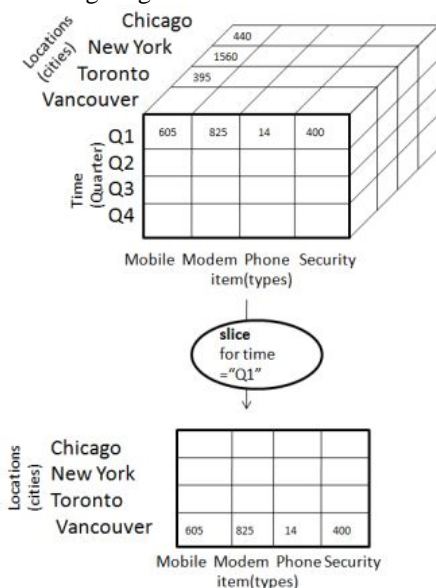 Chicago
New York
Toronto
Vancouver
Locations
(cities)
440
1560
395
Time
(Quarter)
Q1 605 825 14 400
Q2
Q3
Q4
Mobile Modem Phone Security
item(types)
slice
for time
="Q1"
Locations
(cities)
Chicago
New York
Toronto
Vancouver 605 825 14 400
Mobile Modem Phone Security
item(types)